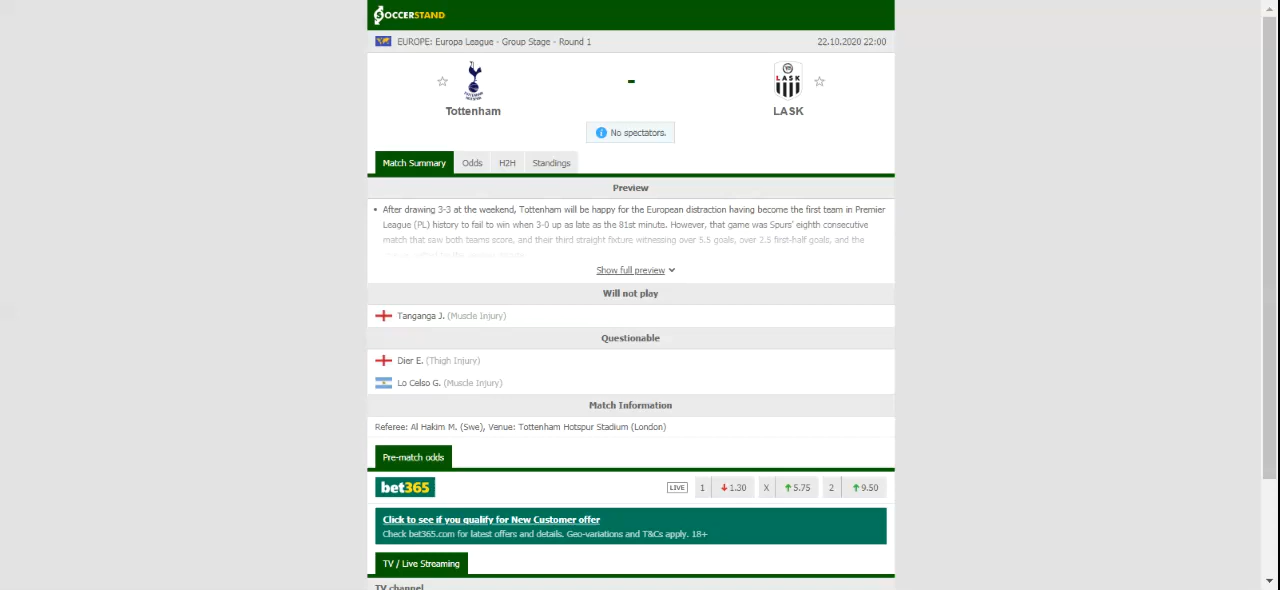 SOCCERSTAND
EUROPE: Europa League - Group Stage - Round 1
22.10.2020 22:00
-
LASK
Tottenham
LASK
No spectators.
Match Summary
Odds
H2H
Standings
Preview
• After drawing 3-3 at the weekend, Tottenham will be happy for the European distraction having become the first team in Premier
League (PL) history to fail to win when 3-0 up as late as the 81st minute. However, that game was Spurs' eighth consecutive
match that saw both teams score, and their third straight fixture witnessing over 5.5 goals, over 2.5 first-half goals, and the
Show full preview
Will not play
Tanganga J. (Muscle Injury)
Questionable
Dier E. (Thigh Injury)
Lo Celso G. (Muscle Injury)
Match Information
Referee: Al Hakim M. (Swe), Venue: Tottenham Hotspur Stadium (London)
Pre-match odds
bet365
LIVE
1
1.30
X
5.75
2
9.50
Click to see if you qualify for New Customer offer
Check bet365.com for latest offers and details. Geo-variations and T&Cs apply. 18+
TV / Live Streaming
TV channel